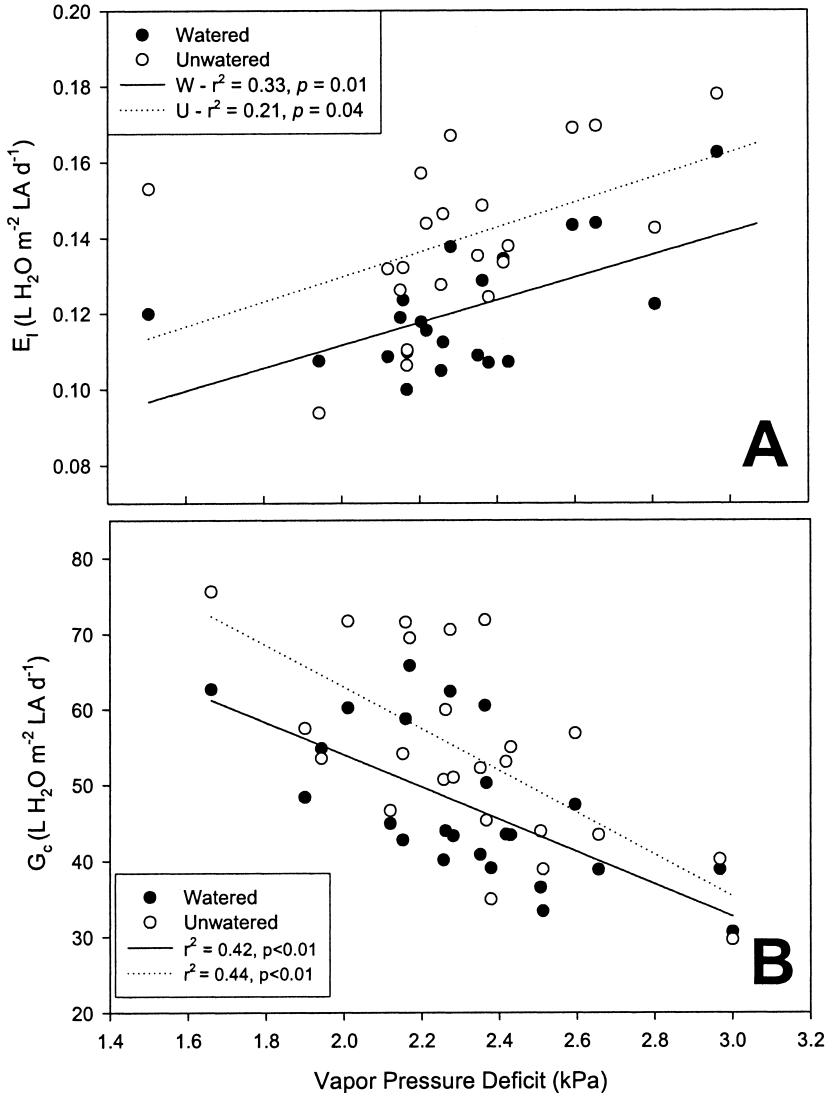 0.20
0.18
0.16
0.14
0.12
0.10
0.08
E_l (L H₂O m⁻² LA d⁻¹)
Watered
Unwatered
W - r² = 0.33, p = 0.01
U - r² = 0.21, p = 0.04
A
80
70
60
50
40
30
20
G_c (L H₂O m⁻² LA d⁻¹)
Watered
Unwatered
r² = 0.42, p<0.01
r² = 0.44, p<0.01
B
1.4 1.6 1.8 2.0 2.2 2.4 2.6 2.8 3.0 3.2
Vapor Pressure Deficit (kPa)